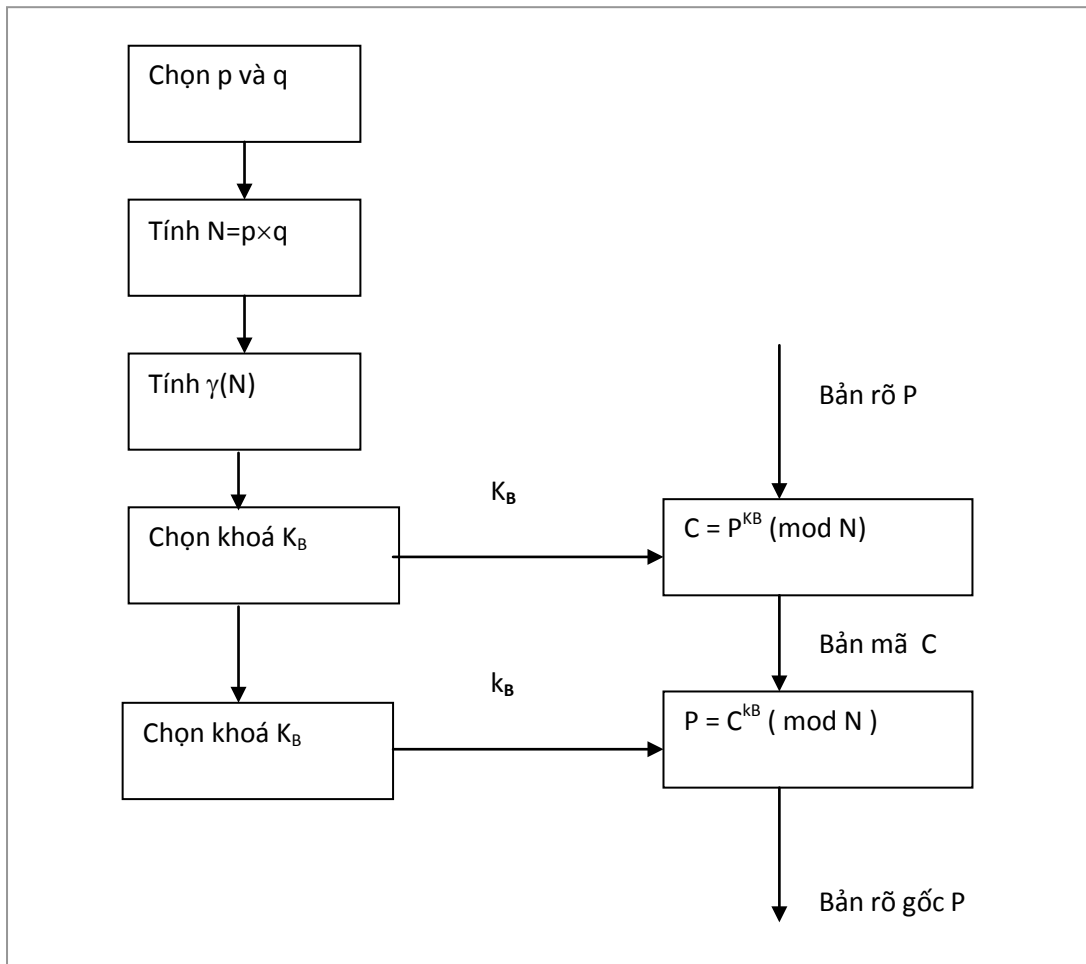 Chọn p và q
Tính N=p×q
Tính γ(N)
Bản rõ P
K_B
Chọn khoá K_B
C = P^KB (mod N)
Bản mã C
k_B
Chọn khoá K_B
P = C^kB ( mod N )
Bản rõ gốc P